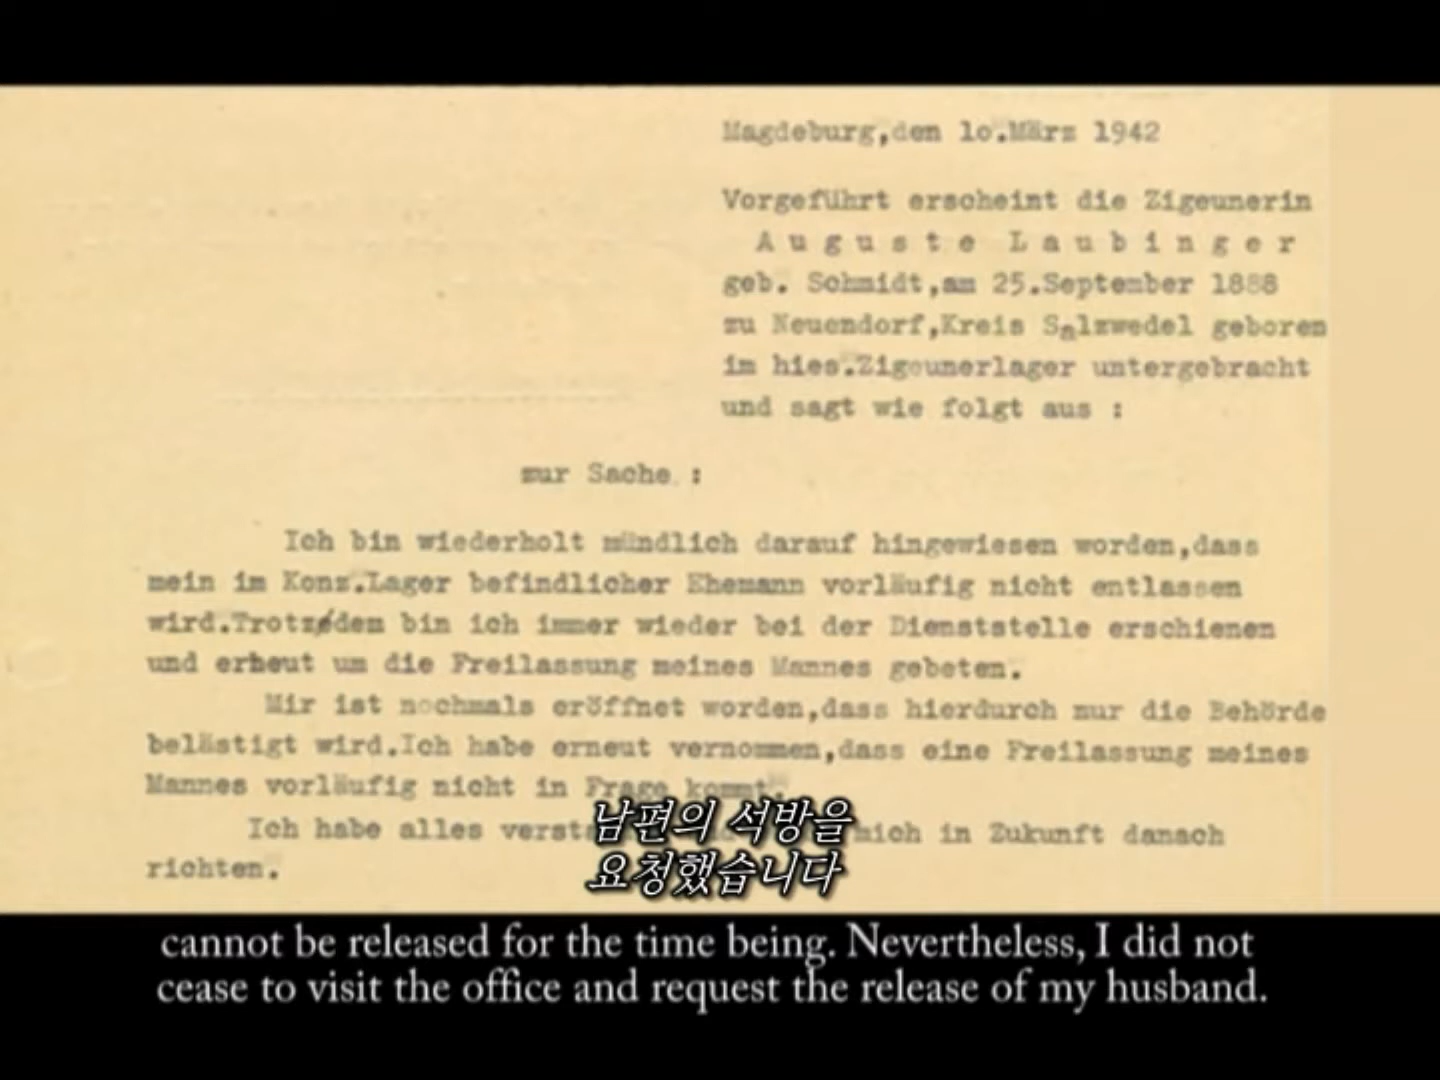 Magdeburg,den 10.März 1942
Vorgeführt erscheint die Zigeunerin
Auguste Laubinger
geb. Schmidt,am 25.September 1888
zu Neuendorf,Kreis Salzwedel geboren
im hies.Zigeunerlager untergebracht
und sagt wie folgt aus :
zur Sache :
Ich bin wiederholt mündlich darauf hingewiesen worden,dass
mein im Konz.Lager befindlicher Ehemann vorläufig nicht entlassen
wird.Trotzdem bin ich immer wieder bei der Dienststelle erschienen
und erneut um die Freilassung meines Mannes gebeten.
Mir ist nochmals eröffnet worden,dass hierdurch nur die Behörde
belästigt wird.Ich habe erneut vernommen,dass eine Freilassung meines
Mannes vorläufig nicht in Frage kommt.
Ich habe alles mich in Zukunft danach
richten.
남편의 석방을
요청했습니다
cannot be released for the time being. Nevertheless, I did not
cease to visit the office and request the release of my husband.